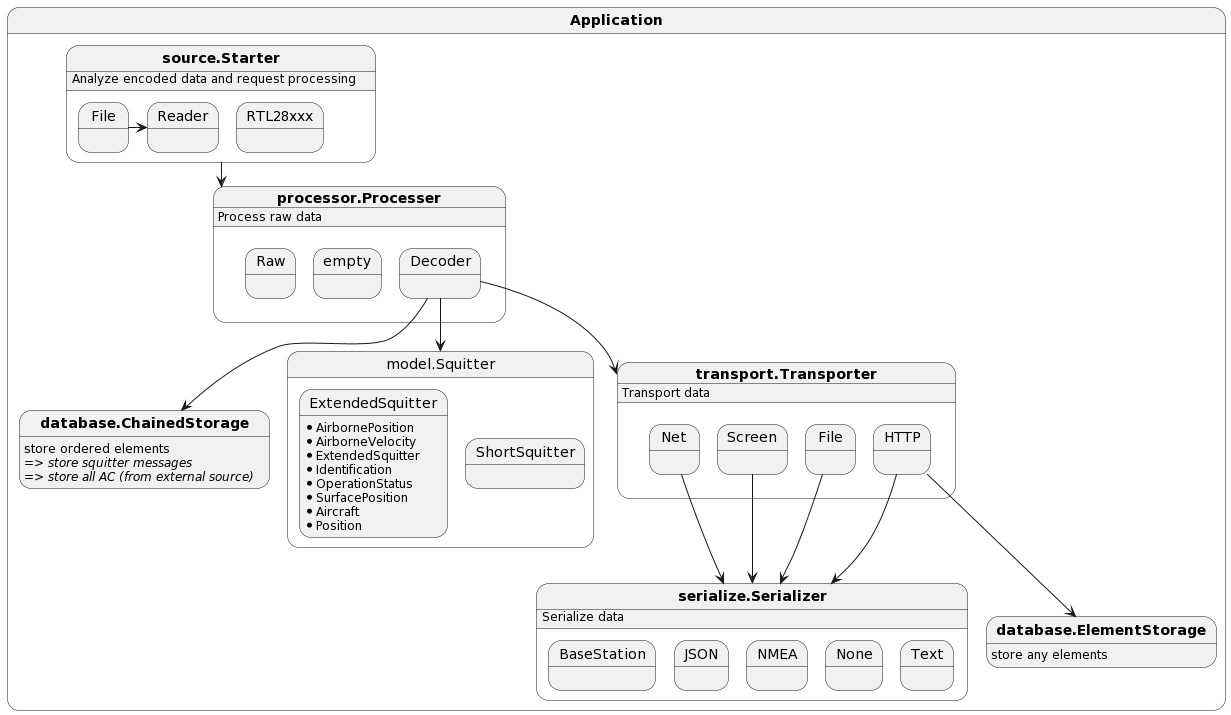 Application
source.Starter
Analyze encoded data and request processing
File
Reader
RTL28xxx
processor.Processer
Process raw data
Raw
empty
Decoder
model.Squitter
ExtendedSquitter
• AirbornePosition
• AirborneVelocity
• ExtendedSquitter
• Identification
• OperationStatus
• SurfacePosition
• Aircraft
• Position
ShortSquitter
transport.Transporter
Transport data
Net
Screen
File
HTTP
database.ChainedStorage
store ordered elements
=> store squitter messages
=> store all AC (from external source)
serialize.Serializer
Serialize data
BaseStation
JSON
NMEA
None
Text
database.ElementStorage
store any elements